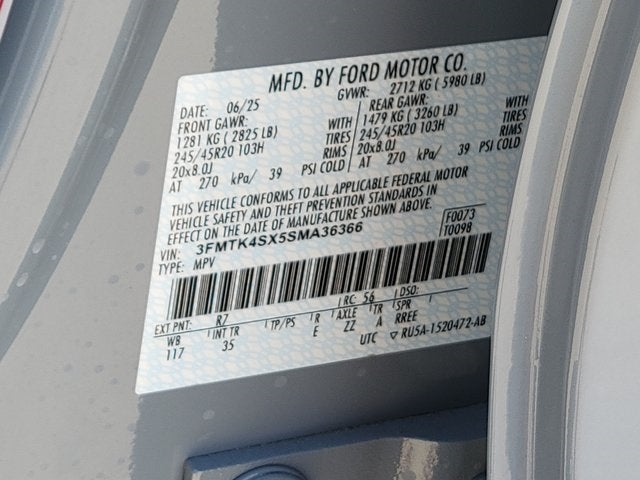 MFD. BY FORD MOTOR CO.
DATE: 06/25 GVWR: 2712 KG ( 5980 LB)
FRONT GAWR: REAR GAWR:
1281 KG ( 2825 LB) WITH 1479 KG ( 3260 LB) WITH
245/45R20 103H TIRES 245/45R20 103H TIRES
20x8.0J RIMS 20x8.0J RIMS
AT 270 kPa/ 39 PSI COLD AT 270 kPa/ 39 PSI COLD
THIS VEHICLE CONFORMS TO ALL APPLICABLE FEDERAL MOTOR
VEHICLE SAFETY AND THEFT PREVENTION STANDARDS IN
EFFECT ON THE DATE OF MANUFACTURE SHOWN ABOVE.
F0073
T0098
VIN: 3FMTK4SX5SMA36366
TYPE: MPV
EXT PNT: R7 RC: 56 DSO:
WB INT TR TP/PS R AXLE TR SPR
117 35 E ZZ A RREE
UTC ▽ RU5A-1520472-AB